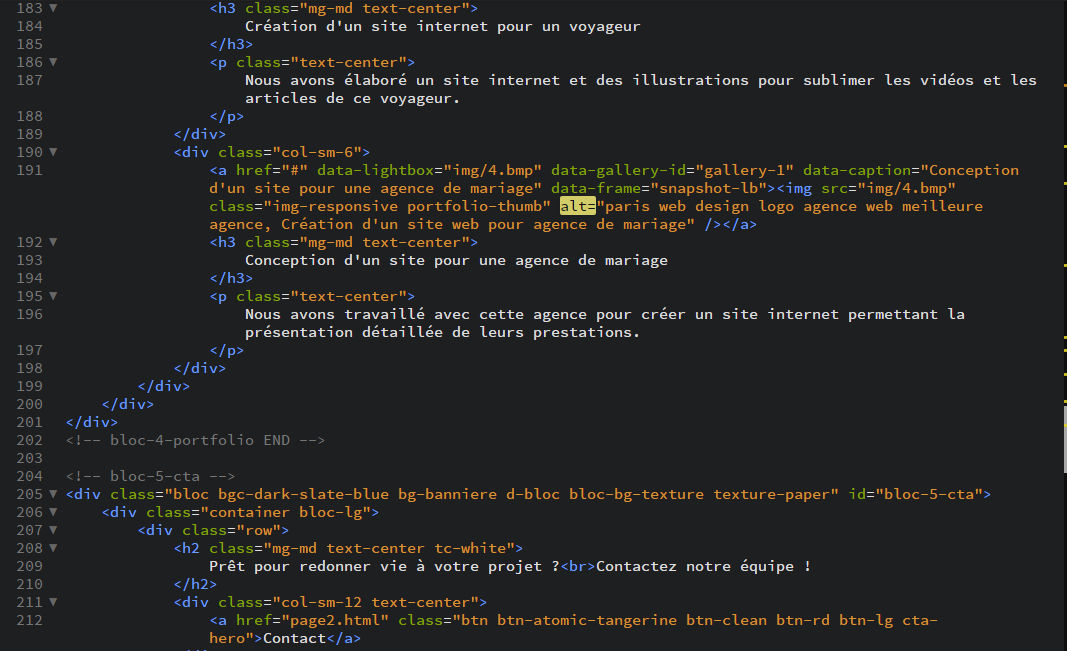 183 ▼ <h3 class="mg-md text-center">
184 Création d'un site internet pour un voyageur
185 </h3>
186 ▼ <p class="text-center">
187 Nous avons élaboré un site internet et des illustrations pour sublimer les vidéos et les
articles de ce voyageur.
188 </p>
189 </div>
190 ▼ <div class="col-sm-6">
191 <a href="#" data-lightbox="img/4.bmp" data-gallery-id="gallery-1" data-caption="Conception
d'un site pour une agence de mariage" data-frame="snapshot-lb"><img src="img/4.bmp"
class="img-responsive portfolio-thumb" alt="paris web design logo agence web meilleure
agence, Création d'un site web pour agence de mariage" /></a>
192 ▼ <h3 class="mg-md text-center">
193 Conception d'un site pour une agence de mariage
194 </h3>
195 ▼ <p class="text-center">
196 Nous avons travaillé avec cette agence pour créer un site internet permettant la
présentation détaillée de leurs prestations.
197 </p>
198 </div>
199 </div>
200 </div>
201 </div>
202 <!-- bloc-4-portfolio END -->
203
204 <!-- bloc-5-cta -->
205 ▼ <div class="bloc bgc-dark-slate-blue bg-banniere d-bloc bloc-bg-texture texture-paper" id="bloc-5-cta">
206 ▼ <div class="container bloc-lg">
207 ▼ <div class="row">
208 ▼ <h2 class="mg-md text-center tc-white">
209 Prêt pour redonner vie à votre projet ?<br>Contactez notre équipe !
210 </h2>
211 ▼ <div class="col-sm-12 text-center">
212 <a href="page2.html" class="btn btn-atomic-tangerine btn-clean btn-rd btn-lg cta-
hero">Contact</a>